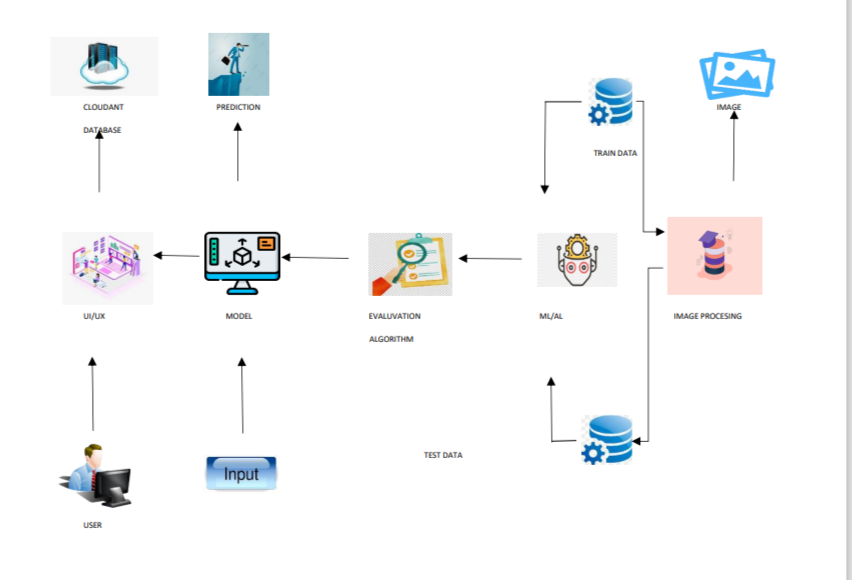 CLOUDANT
DATABASE
PREDICTION
IMAGE
TRAIN DATA
UI/UX
MODEL
EVALUVATION
ALGORITHM
ML/AL
IMAGE PROCESING
Input
TEST DATA
USER